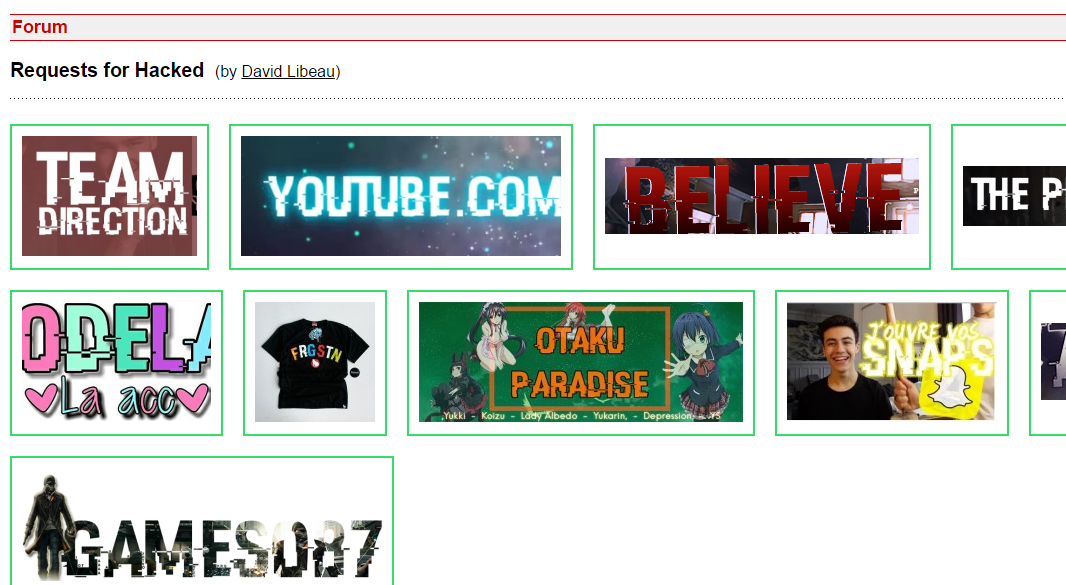 Forum
Requests for Hacked (by David Libeau)
TEAM
DIRECTION
YOUTUBE.COM
BELIEVE
THE P
ODELA
La acc
FRGSTN
OTAKU
PARADISE
Yukki - Koizu - Lady Albedo - Yukarin, - Depression, - YS
J'OUVRE VOS
SNAPS
GAMES087